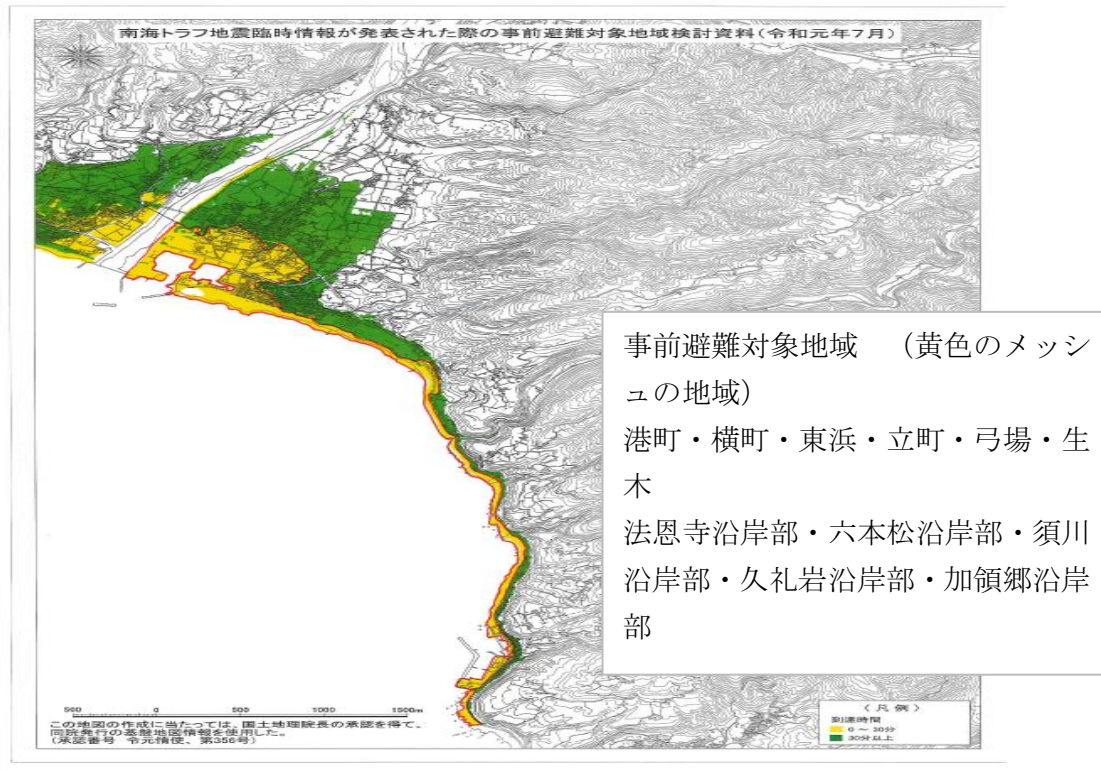 南海トラフ地震臨時情報が発表された際の事前避難対象地域検討資料(令和元年7月)
事前避難対象地域　（黄色のメッシ
ュの地域）
港町・横町・東浜・立町・弓場・生
木
法恩寺沿岸部・六本松沿岸部・須川
沿岸部・久礼岩沿岸部・加領郷沿岸
部
500 0 500 1000 1500m
この地図の作成に当たっては、国土地理院長の承認を得て、
同院発行の基盤地図情報を使用した。
(承認番号 令元情使、第356号)
〈凡例〉
到達時間
0～30分
30分以上